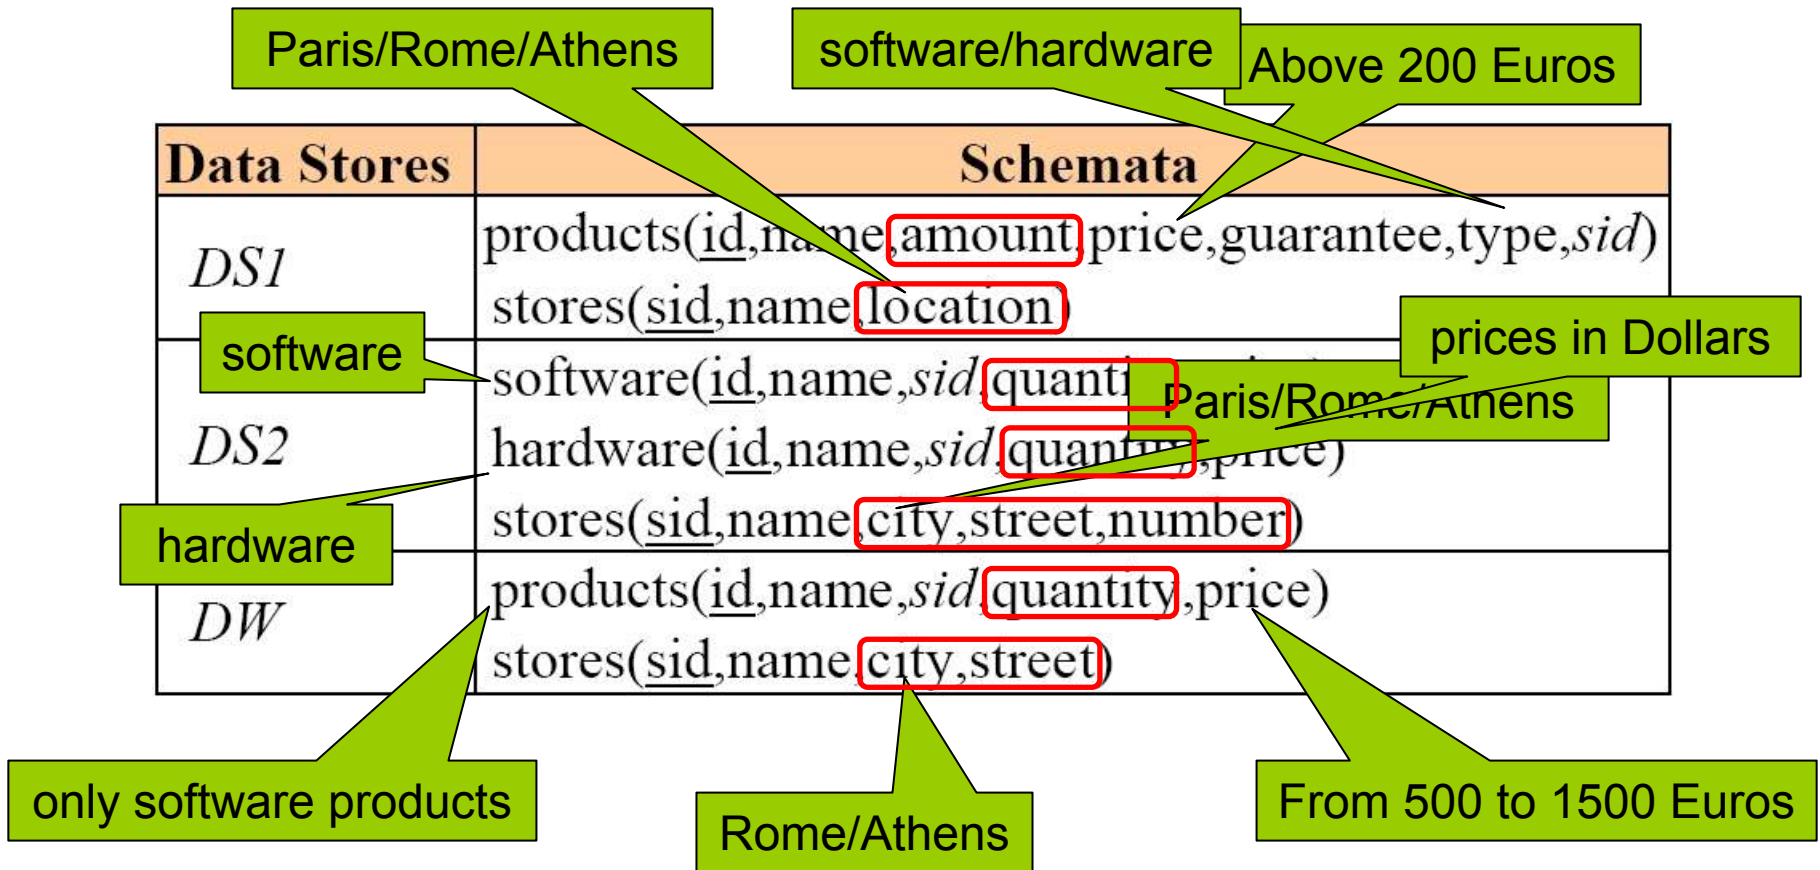 Paris/Rome/Athens
software/hardware
Above 200 Euros
Data Stores
Schemata
DS1
products(id,name,amount,price,guarantee,type,sid)
stores(sid,name,location)
software
prices in Dollars
software(id,name,sid,quanti
Paris/Rome/Athens
DS2
hardware(id,name,sid,quantity,price)
hardware
stores(sid,name,city,street,number)
DW
products(id,name,sid,quantity,price)
stores(sid,name,city,street)
only software products
Rome/Athens
From 500 to 1500 Euros